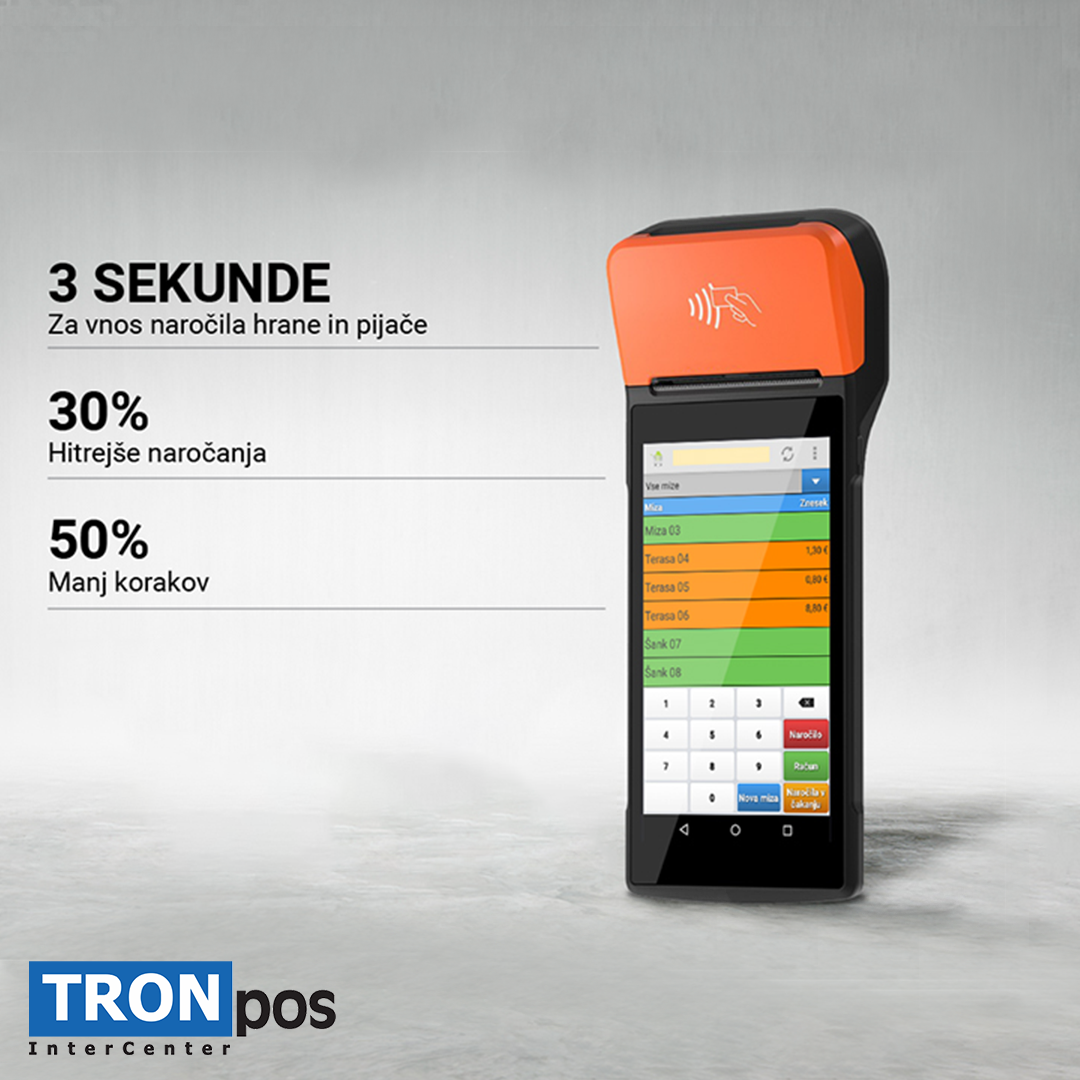 3 SEKUNDE
Za vnos naročila hrane in pijače
30%
Hitrejše naročanja
50%
Manj korakov
Vse mize
Miza Znesek
Miza 03
Terasa 04 1,30 €
Terasa 05 0,80 €
Terasa 06 8,80 €
Šank 07
Šank 08
1 2 3
4 5 6 Naročilo
7 8 9 Račun
0 Nova miza Naročila v
čakanju
TRONpos
InterCenter